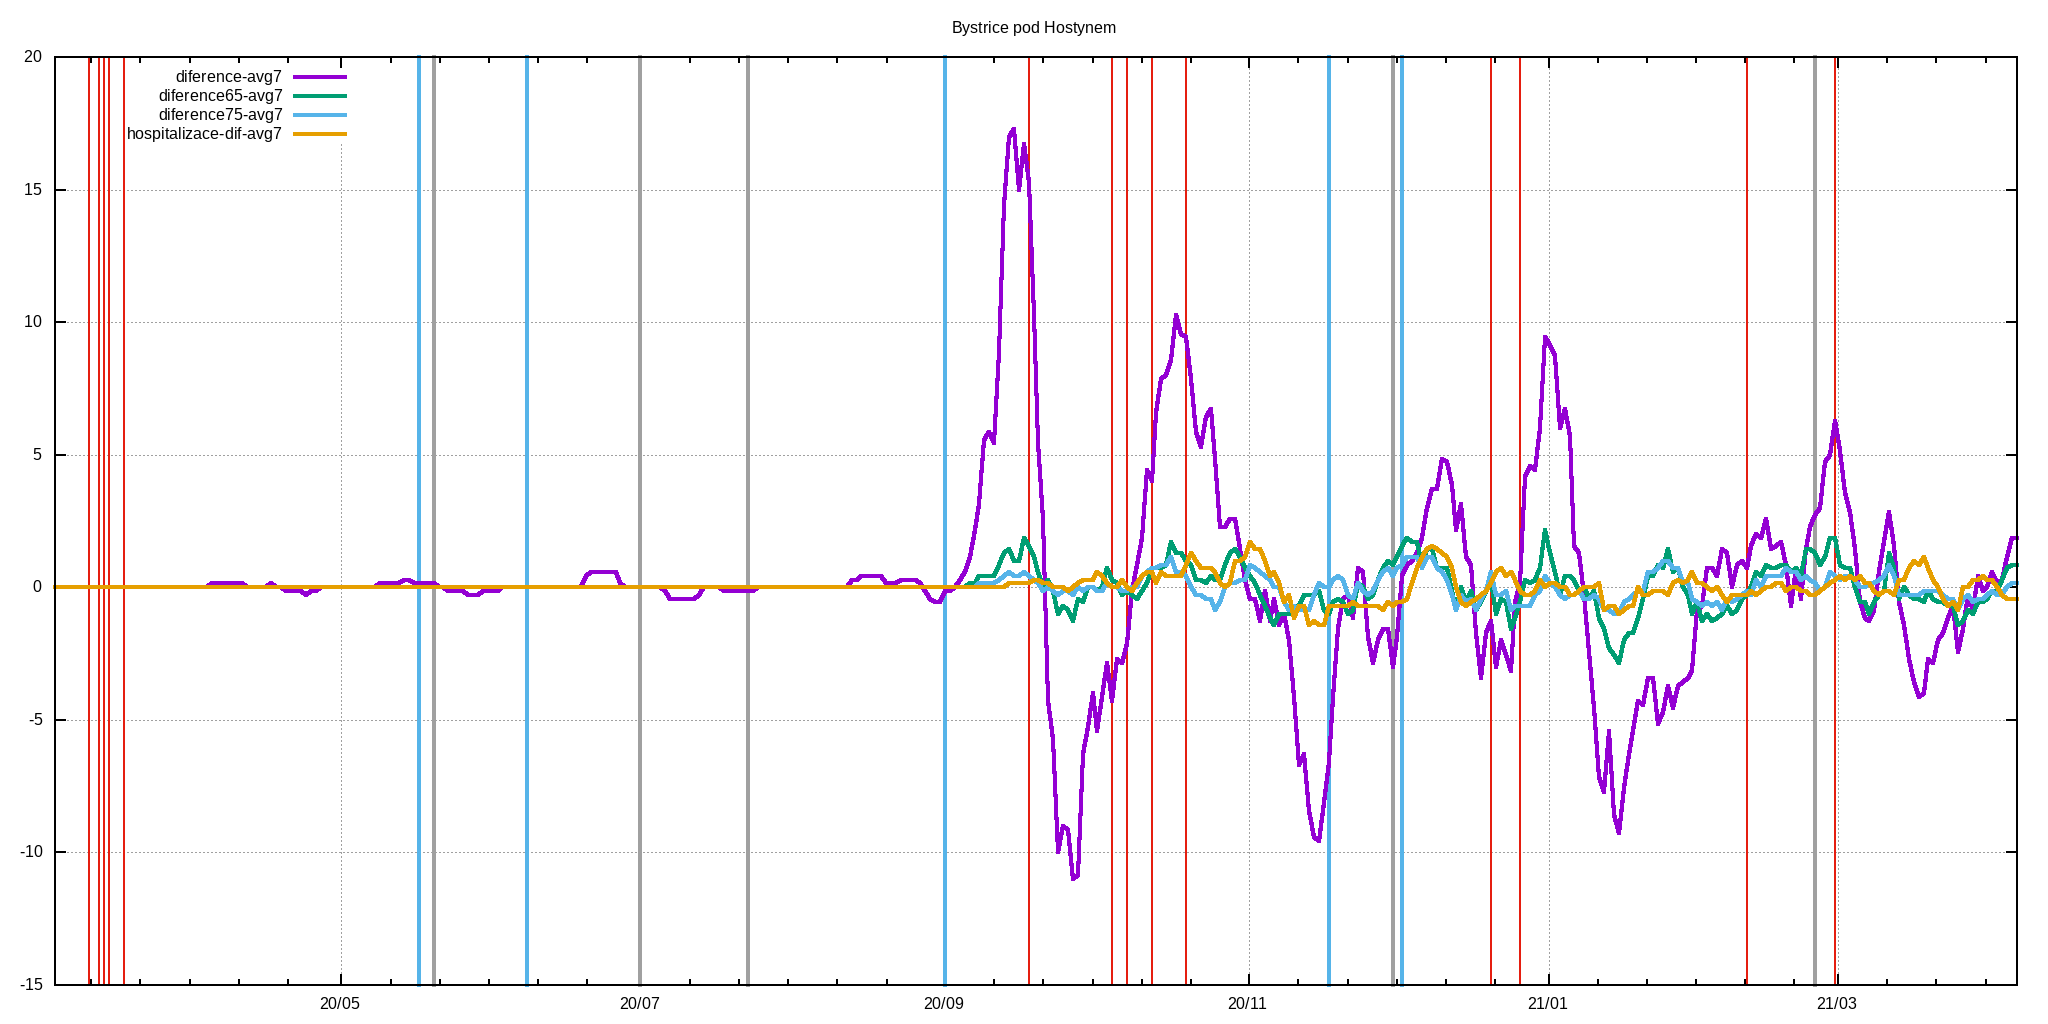 Bystrice pod Hostynem
20
15
10
5
0
-5
-10
-15
diference-avg7
diference65-avg7
diference75-avg7
hospitalizace-dif-avg7
20/05
20/07
20/09
20/11
21/01
21/03